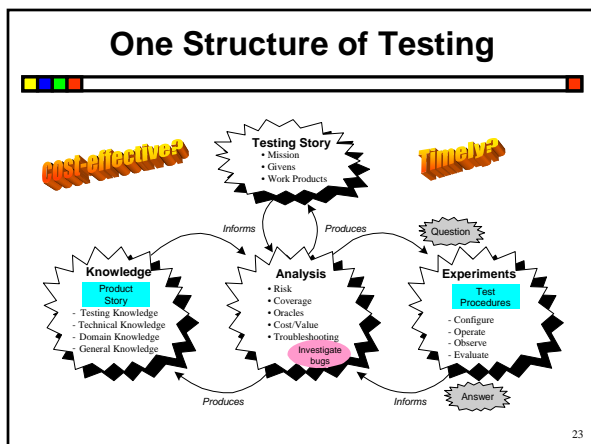 One Structure of Testing
Cost-effective?
Testing Story
• Mission
• Givens
• Work Products
Timely?
Informs
Produces
Question
Knowledge
Product
Story
- Testing Knowledge
- Technical Knowledge
- Domain Knowledge
- General Knowledge
Analysis
• Risk
• Coverage
• Oracles
• Cost/Value
• Troubleshooting
Investigate
bugs
Experiments
Test
Procedures
- Configure
- Operate
- Observe
- Evaluate
Produces
Informs
Answer
23